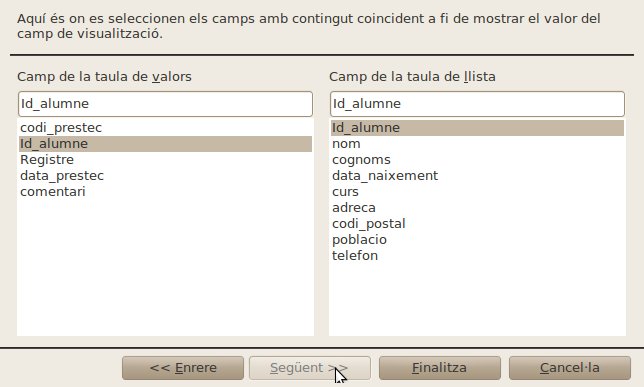 Aquí és on es seleccionen els camps amb contingut coincident a fi de mostrar el valor del
camp de visualització.
Camp de la taula de valors
Id_alumne
codi_prestec
Id_alumne
Registre
data_prestec
comentari
Camp de la taula de llista
Id_alumne
Id_alumne
nom
cognoms
data_naixement
curs
adreca
codi_postal
poblacio
telefon
<< Enrere
Següent >>
Finalitza
Cancel·la